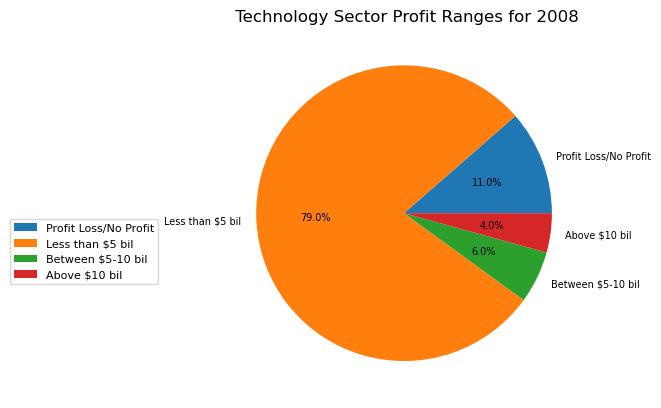 Technology Sector Profit Ranges for 2008
Profit Loss/No Profit
11.0%
79.0%
Less than $5 bil
4.0%
Above $10 bil
6.0%
Between $5-10 bil
Profit Loss/No Profit
Less than $5 bil
Between $5-10 bil
Above $10 bil